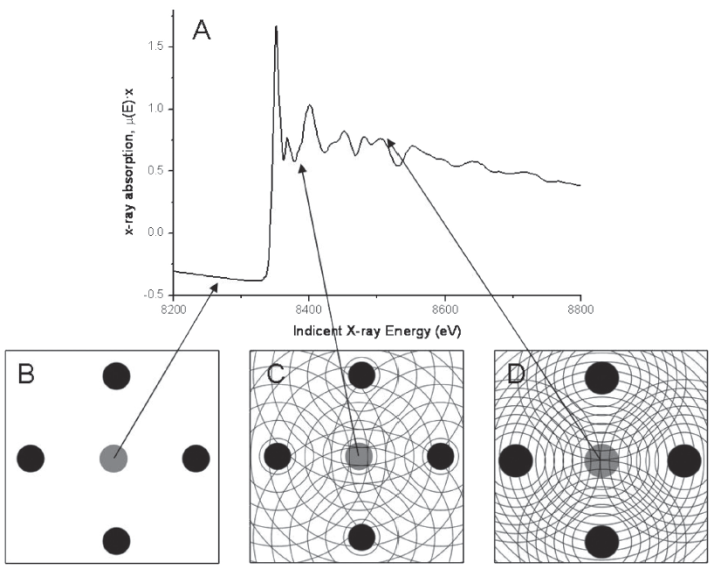 A
x-ray absorption, μ(E)·x
1.5
1.0
0.5
0.0
-0.5
8200
8400
8600
8800
Indicent X-ray Energy (eV)
B
C
D